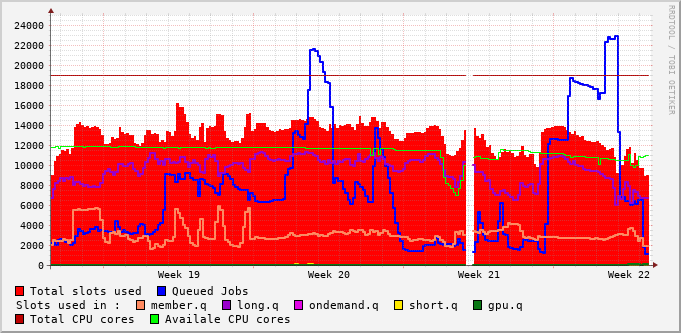 RRDTOOL / TOBI OETIKER
24000
22000
20000
18000
16000
14000
12000
10000
8000
6000
4000
2000
0
Week 19 Week 20 Week 21 Week 22
Total slots used Queued Jobs
Slots used in : member.q long.q ondemand.q short.q gpu.q
Total CPU cores Availale CPU cores